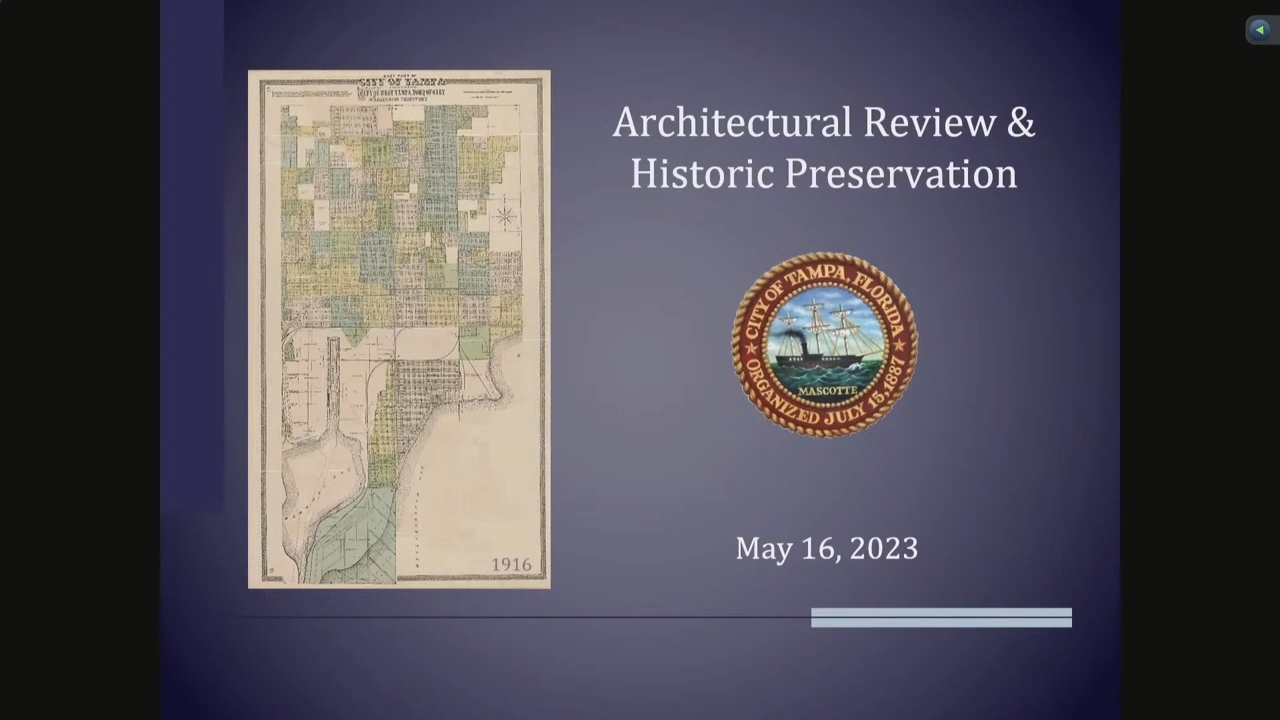 CITY OF TAMPA
Architectural Review &
Historic Preservation
CITY OF TAMPA, FLORIDA
MASCOTTE
ORGANIZED JULY 15, 1887
May 16, 2023
1916